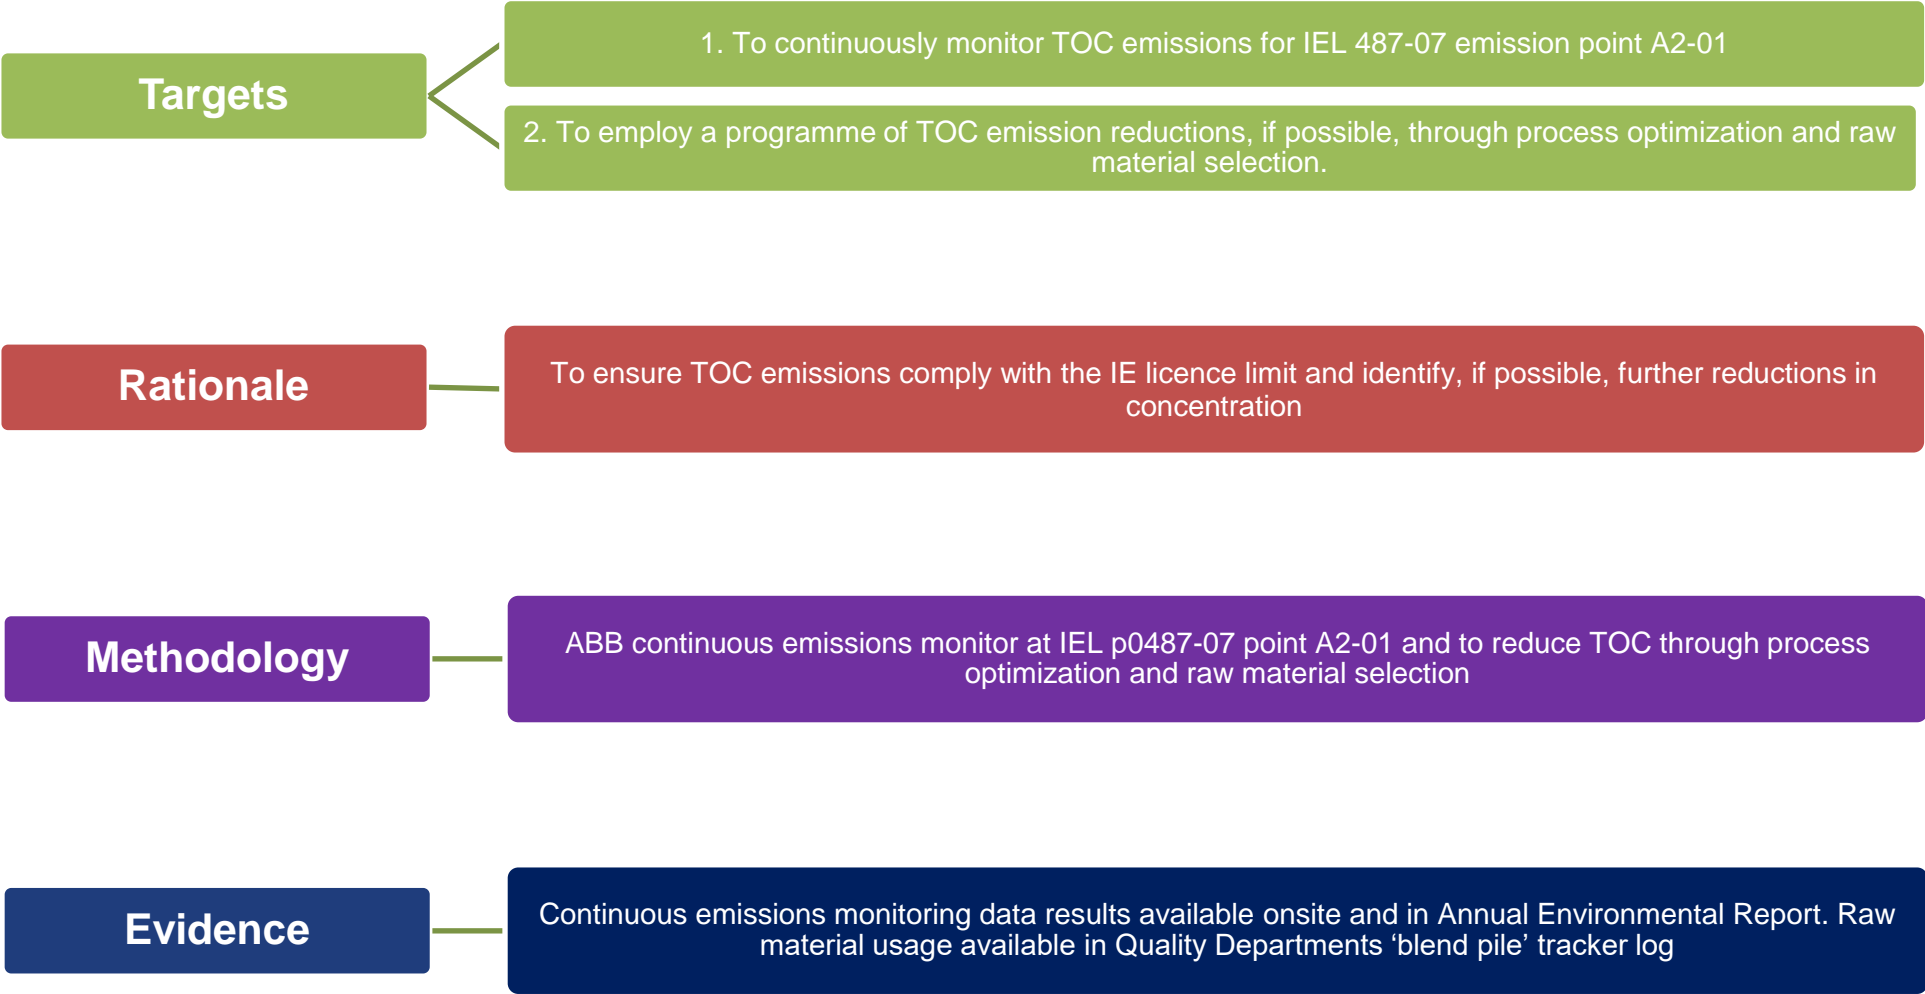 Targets
1. To continuously monitor TOC emissions for IEL 487-07 emission point A2-01
2. To employ a programme of TOC emission reductions, if possible, through process optimization and raw
material selection.
Rationale
To ensure TOC emissions comply with the IE licence limit and identify, if possible, further reductions in
concentration
Methodology
ABB continuous emissions monitor at IEL p0487-07 point A2-01 and to reduce TOC through process
optimization and raw material selection
Evidence
Continuous emissions monitoring data results available onsite and in Annual Environmental Report. Raw
material usage available in Quality Departments ‘blend pile’ tracker log